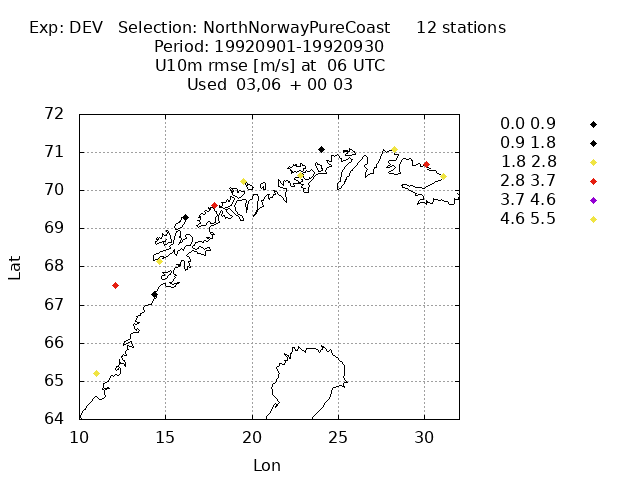 Exp: DEV   Selection: NorthNorwayPureCoast     12 stations
Period: 19920901-19920930
U10m rmse [m/s] at  06 UTC
Used  03,06  + 00 03
0.0 0.9
0.9 1.8
1.8 2.8
2.8 3.7
3.7 4.6
4.6 5.5
72
71
70
69
68
67
66
65
64
Lat
10 15 20 25 30
Lon